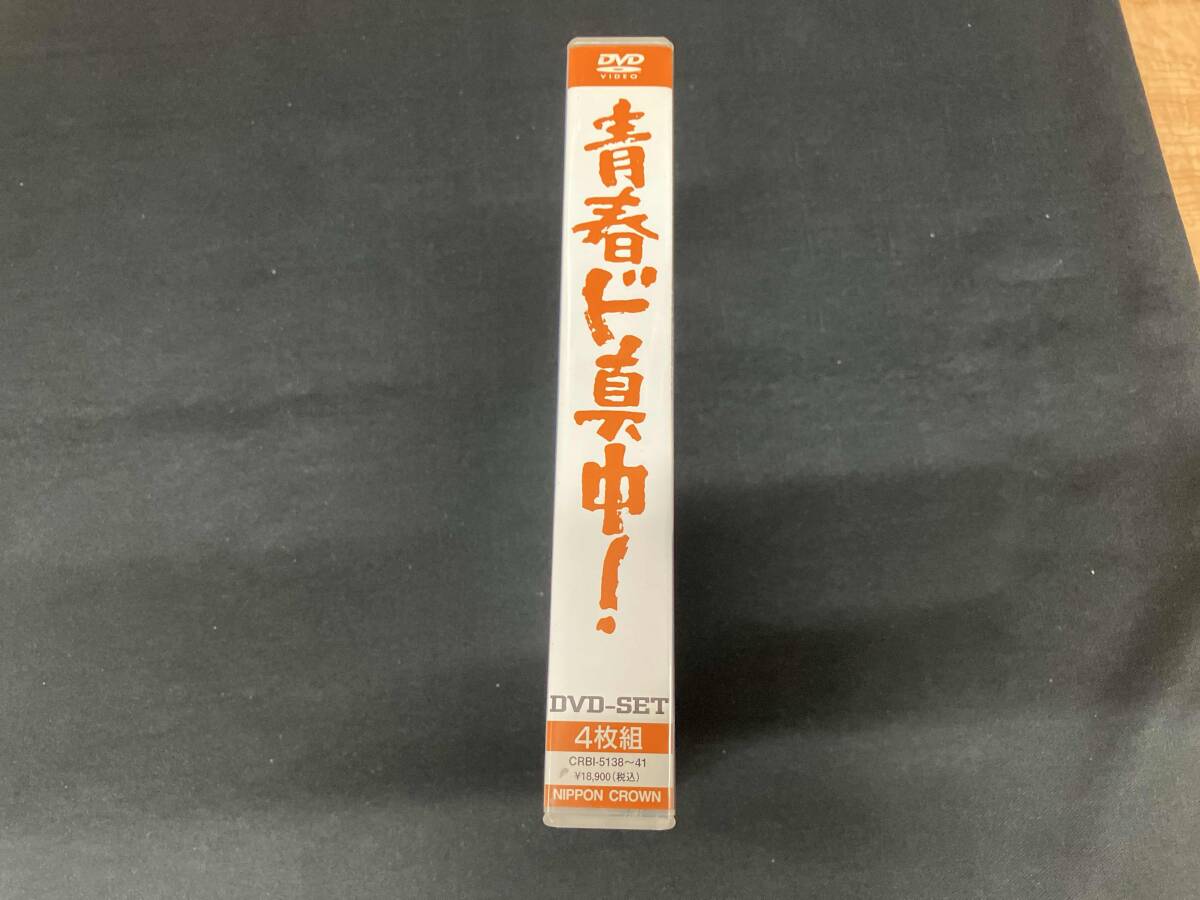 DVD
VIDEO
青春ド真中!
DVD-SET
4枚組
CRBI-5138〜41
¥18,900(税込)
NIPPON CROWN